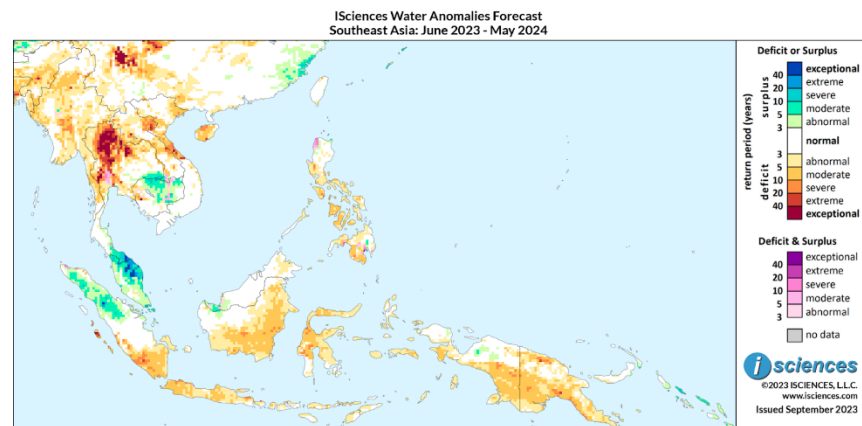 ISciences Water Anomalies Forecast
Southeast Asia: June 2023 - May 2024
Deficit or Surplus
return period (years)
surplus
40
exceptional
20
extreme
10
severe
5
moderate
3
abnormal
normal
deficit
3
abnormal
5
moderate
10
severe
20
extreme
40
exceptional
Deficit & Surplus
40
exceptional
20
extreme
10
severe
5
moderate
3
abnormal
no data
isciences
©2023 ISCIENCES, L.L.C.
www.isciences.com
Issued September 2023